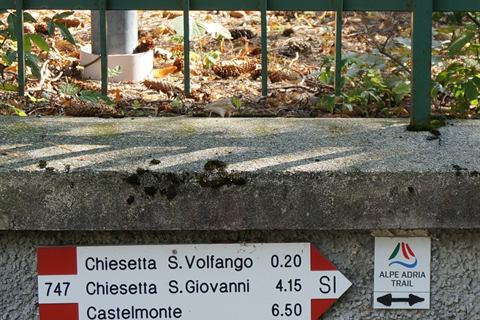 747
Chiesetta S.Volfango 0.20
Chiesetta S.Giovanni 4.15
Castelmonte 6.50
SI
ALPE ADRIA
TRAIL